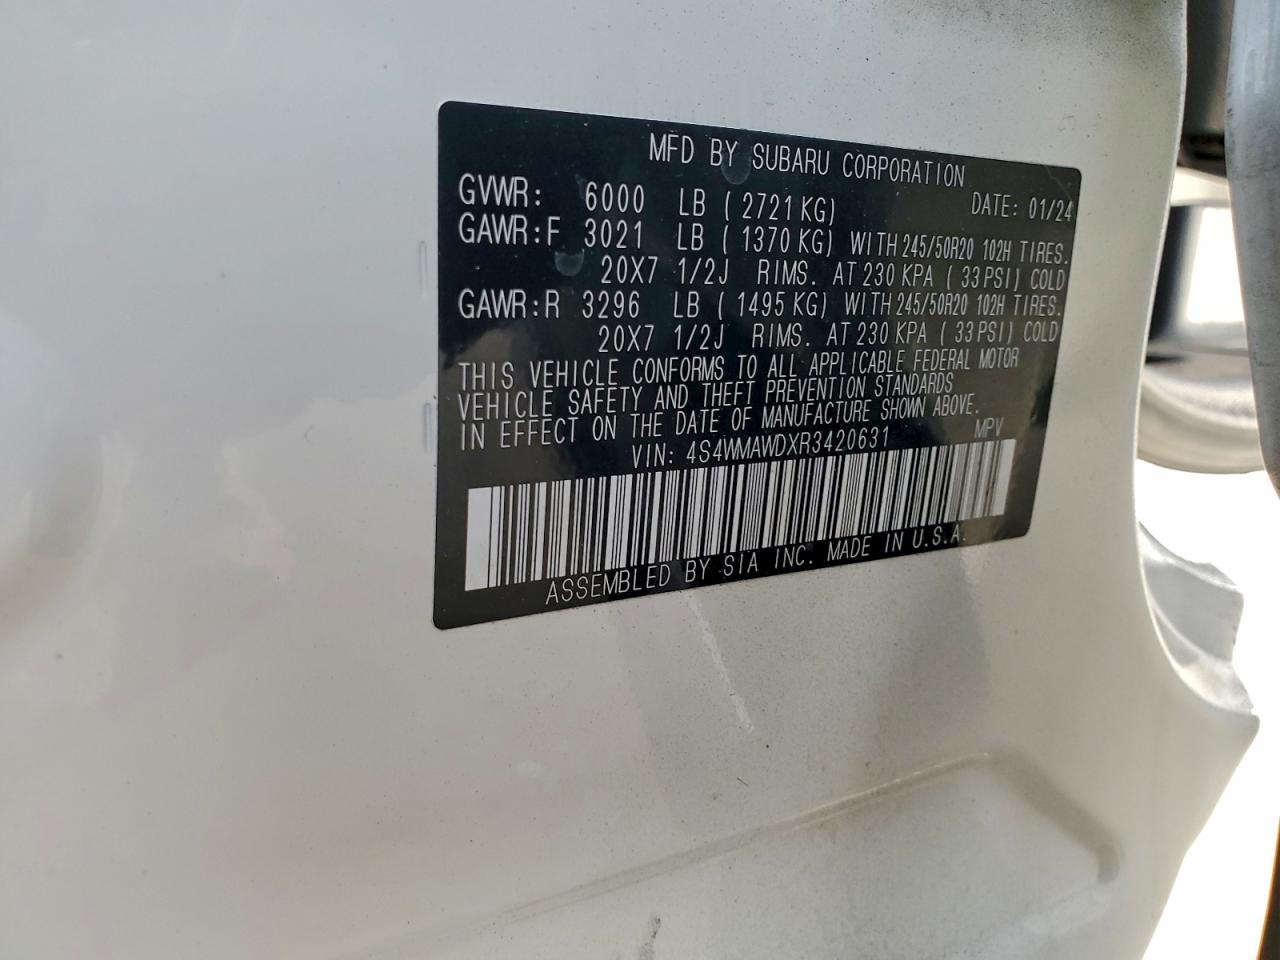 MFD BY SUBARU CORPORATION
GVWR: 6000 LB ( 2721 KG) DATE: 01/24
GAWR:F 3021 LB ( 1370 KG) WITH 245/50R20 102H TIRES.
20X7 1/2J RIMS. AT 230 KPA ( 33 PSI) COLD
GAWR:R 3296 LB ( 1495 KG) WITH 245/50R20 102H TIRES.
20X7 1/2J RIMS. AT 230 KPA ( 33 PSI) COLD
THIS VEHICLE CONFORMS TO ALL APPLICABLE FEDERAL MOTOR
VEHICLE SAFETY AND THEFT PREVENTION STANDARDS
IN EFFECT ON THE DATE OF MANUFACTURE SHOWN ABOVE.
VIN: 4S4WMAWDXR3420631 MPV
ASSEMBLED BY SIA INC. MADE IN U.S.A.